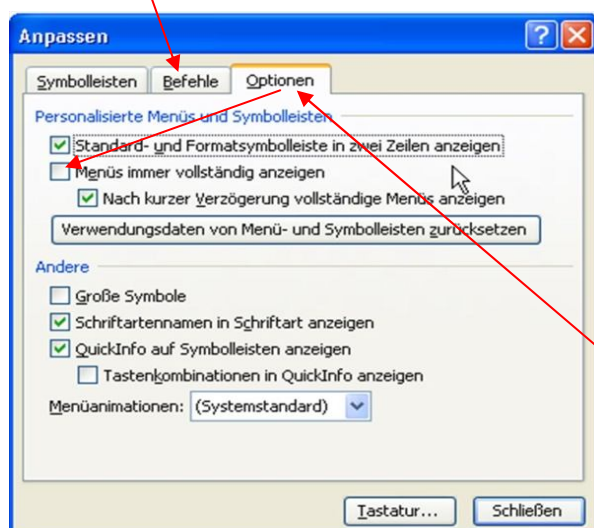 Anpassen
Symbolleisten Befehle Optionen
Personalisierte Menüs und Symbolleisten
Standard- und Formatsymbolleiste in zwei Zeilen anzeigen
Menüs immer vollständig anzeigen
Nach kurzer Verzögerung vollständige Menüs anzeigen
Verwendungsdaten von Menü- und Symbolleisten zurücksetzen
Andere
Große Symbole
Schriftartennamen in Schriftart anzeigen
QuickInfo auf Symbolleisten anzeigen
Tastenkombinationen in QuickInfo anzeigen
Menüanimationen: (Systemstandard)
Tastatur... Schließen